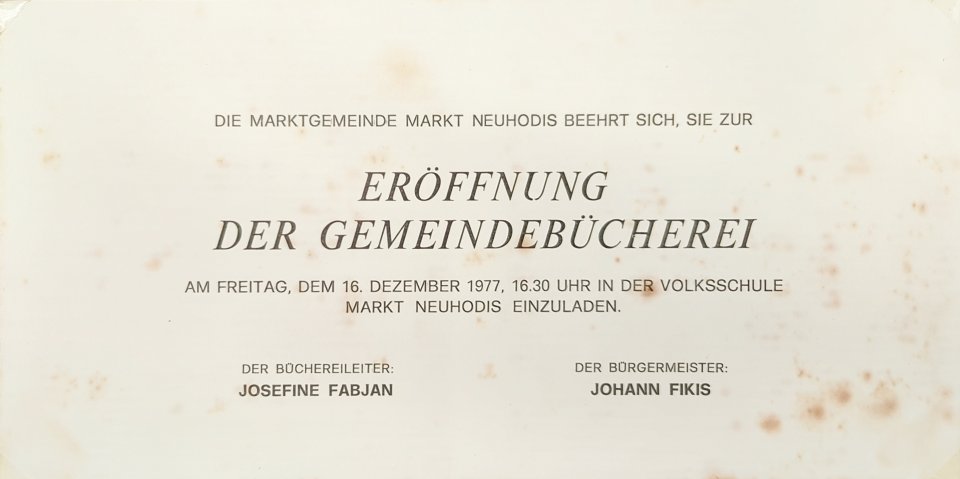 DIE MARKTGEMEINDE MARKT NEUHODIS BEEHRT SICH, SIE ZUR
ERÖFFNUNG
DER GEMEINDEBÜCHEREI
AM FREITAG, DEM 16. DEZEMBER 1977, 16.30 UHR IN DER VOLKSSCHULE
MARKT NEUHODIS EINZULADEN.
DER BÜCHEREILEITER:
JOSEFINE FABJAN
DER BÜRGERMEISTER:
JOHANN FIKIS